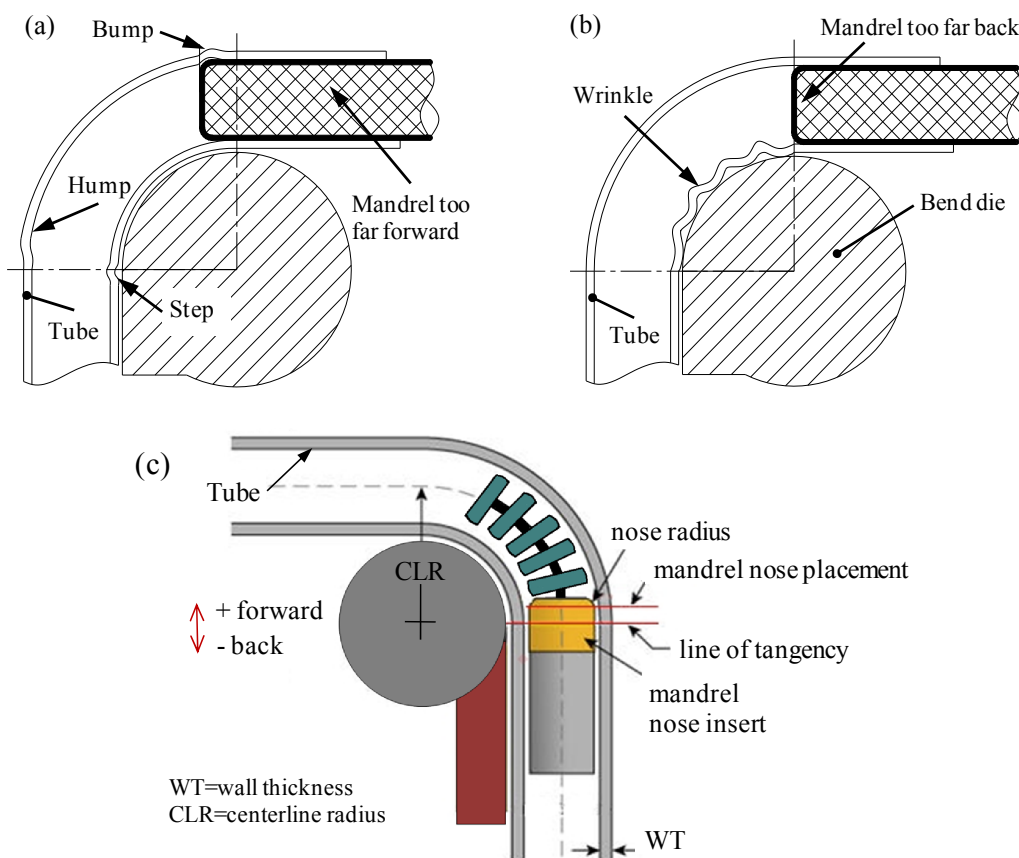 (a)
Bump
Hump
Mandrel too
far forward
Step
Tube
(b)
Mandrel too far back
Wrinkle
Bend die
Tube
(c)
Tube
CLR
nose radius
mandrel nose placement
+ forward
- back
line of tangency
mandrel
nose insert
WT=wall thickness
CLR=centerline radius
WT